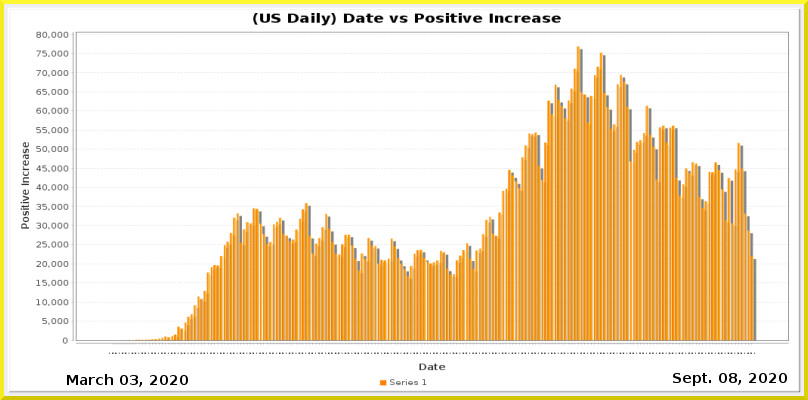 (US Daily) Date vs Positive Increase
80,000
75,000
70,000
65,000
60,000
55,000
50,000
45,000
40,000
35,000
30,000
25,000
20,000
15,000
10,000
5,000
0
Positive Increase
Date
March 03, 2020
Sept. 08, 2020
Series 1